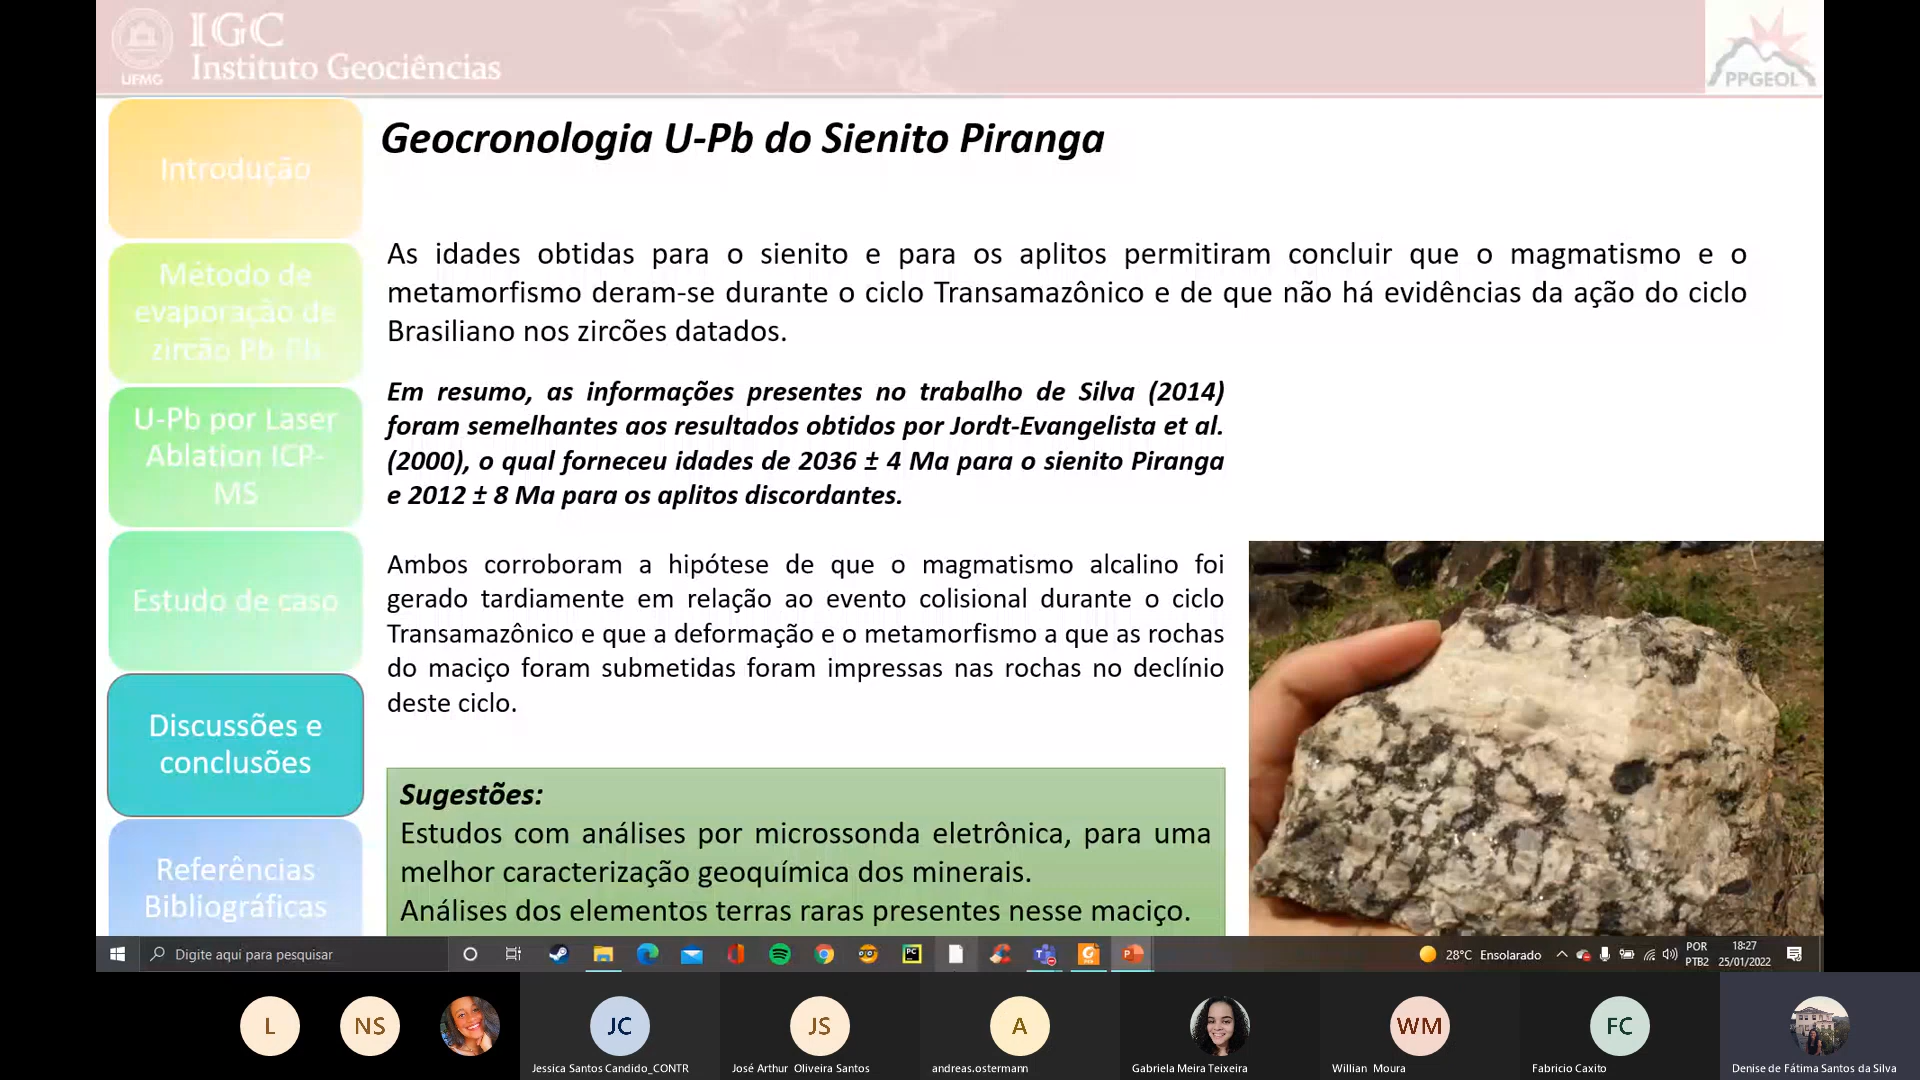 IGC
Instituto Geociências
UFMG
PPGEOL
Introdução
Método de
evaporação de
zircão Pb-Pb
U-Pb por Laser
Ablation ICP-
MS
Estudo de caso
Discussões e
conclusões
Referências
Bibliográficas
Geocronologia U-Pb do Sienito Piranga
As idades obtidas para o sienito e para os aplitos permitiram concluir que o magmatismo e o
metamorfismo deram-se durante o ciclo Transamazônico e de que não há evidências da ação do ciclo
Brasiliano nos zircões datados.
Em resumo, as informações presentes no trabalho de Silva (2014)
foram semelhantes aos resultados obtidos por Jordt-Evangelista et al.
(2000), o qual forneceu idades de 2036 ± 4 Ma para o sienito Piranga
e 2012 ± 8 Ma para os aplitos discordantes.
Ambos corroboram a hipótese de que o magmatismo alcalino foi
gerado tardiamente em relação ao evento colisional durante o ciclo
Transamazônico e que a deformação e o metamorfismo a que as rochas
do maciço foram submetidas foram impressas nas rochas no declínio
deste ciclo.
Sugestões:
Estudos com análises por microssonda eletrônica, para uma
melhor caracterização geoquímica dos minerais.
Análises dos elementos terras raras presentes nesse maciço.
Digite aqui para pesquisar
PC
28°C Ensolarado
POR
PTB2
18:27
25/01/2022
L
NS
JC
JS
A
WM
FC
Jessica Santos Candido_CONTR
José Arthur Oliveira Santos
andreas.ostermann
Gabriela Meira Teixeira
Willian Moura
Fabricio Caxito
Denise de Fátima Santos da Silva